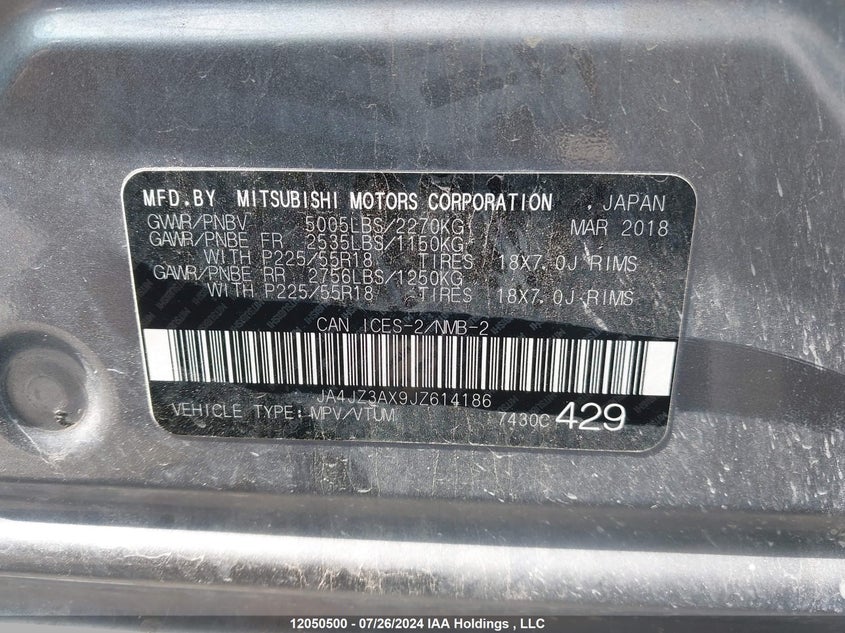 MFD.BY MITSUBISHI MOTORS CORPORATION . JAPAN
GVWR/PNBV 5005LBS/2270KG MAR 2018
GAWR/PNBE FR 2535LBS/1150KG
WITH P225/55R18 TIRES 18X7.0J RIMS
GAWR/PNBE RR 2756LBS/1250KG
WITH P225/55R18 TIRES 18X7.0J RIMS
CAN ICES-2/NMB-2
JA4JZ3AX9JZ614186
VEHICLE TYPE:MPV/VTUM 7430C 429
12050500 - 07/26/2024 IAA Holdings , LLC